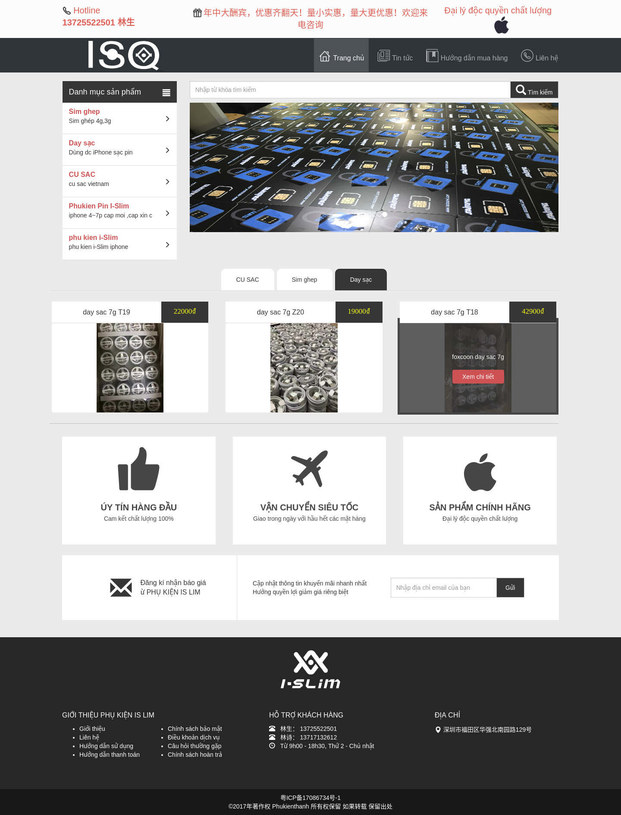 Hotline
13725522501 林生
年中大酬宾，优惠齐翻天！量小实惠，量大更优惠！欢迎来
电咨询
Đại lý độc quyền chất lượng
ISQ
Trang chủ
Tin tức
Hướng dẫn mua hàng
Liên hệ
Danh mục sản phẩm
Nhập từ khóa tìm kiếm
Tìm kiếm
Sim ghep
Sim ghép 4g,3g
Day sạc
Dùng dc iPhone sạc pin
CU SAC
cu sac vietnam
Phukien Pin I-Slim
iphone 4~7p cap moi ,cap xin c
phu kien i-Slim
phu kien i-Slim iphone
CU SAC
Sim ghep
Day sạc
day sac 7g T19
22000₫
day sac 7g Z20
19000₫
day sac 7g T18
42900₫
foxcoon day sac 7g
Xem chi tiết
ÚY TÍN HÀNG ĐẦU
Cam kết chất lượng 100%
VẬN CHUYỂN SIÊU TỐC
Giao trong ngày với hầu hết các mặt hàng
SẢN PHẨM CHÍNH HÃNG
Đại lý độc quyền chất lượng
Đăng kí nhận báo giá
ừ PHỤ KIỆN IS LIM
Cập nhật thông tin khuyến mãi nhanh nhất
Hưởng quyền lợi giảm giá riêng biệt
Nhập địa chỉ email của bạn
Gửi
I-SLIM
GIỚI THIỆU PHỤ KIỆN IS LIM
Giới thiệu
Liên hệ
Hướng dẫn sử dụng
Hướng dẫn thanh toán
Chính sách bảo mật
Điều khoản dịch vụ
Câu hỏi thường gặp
Chính sách hoàn trả
HỖ TRỢ KHÁCH HÀNG
林生： 13725522501
林诗： 13717132612
Từ 9h00 - 18h30, Thứ 2 - Chủ nhật
ĐỊA CHỈ
深圳市福田区华强北南园路129号
粤ICP备17086734号-1
©2017年著作权 Phukienthanh 所有权保留 如果转载 保留出处